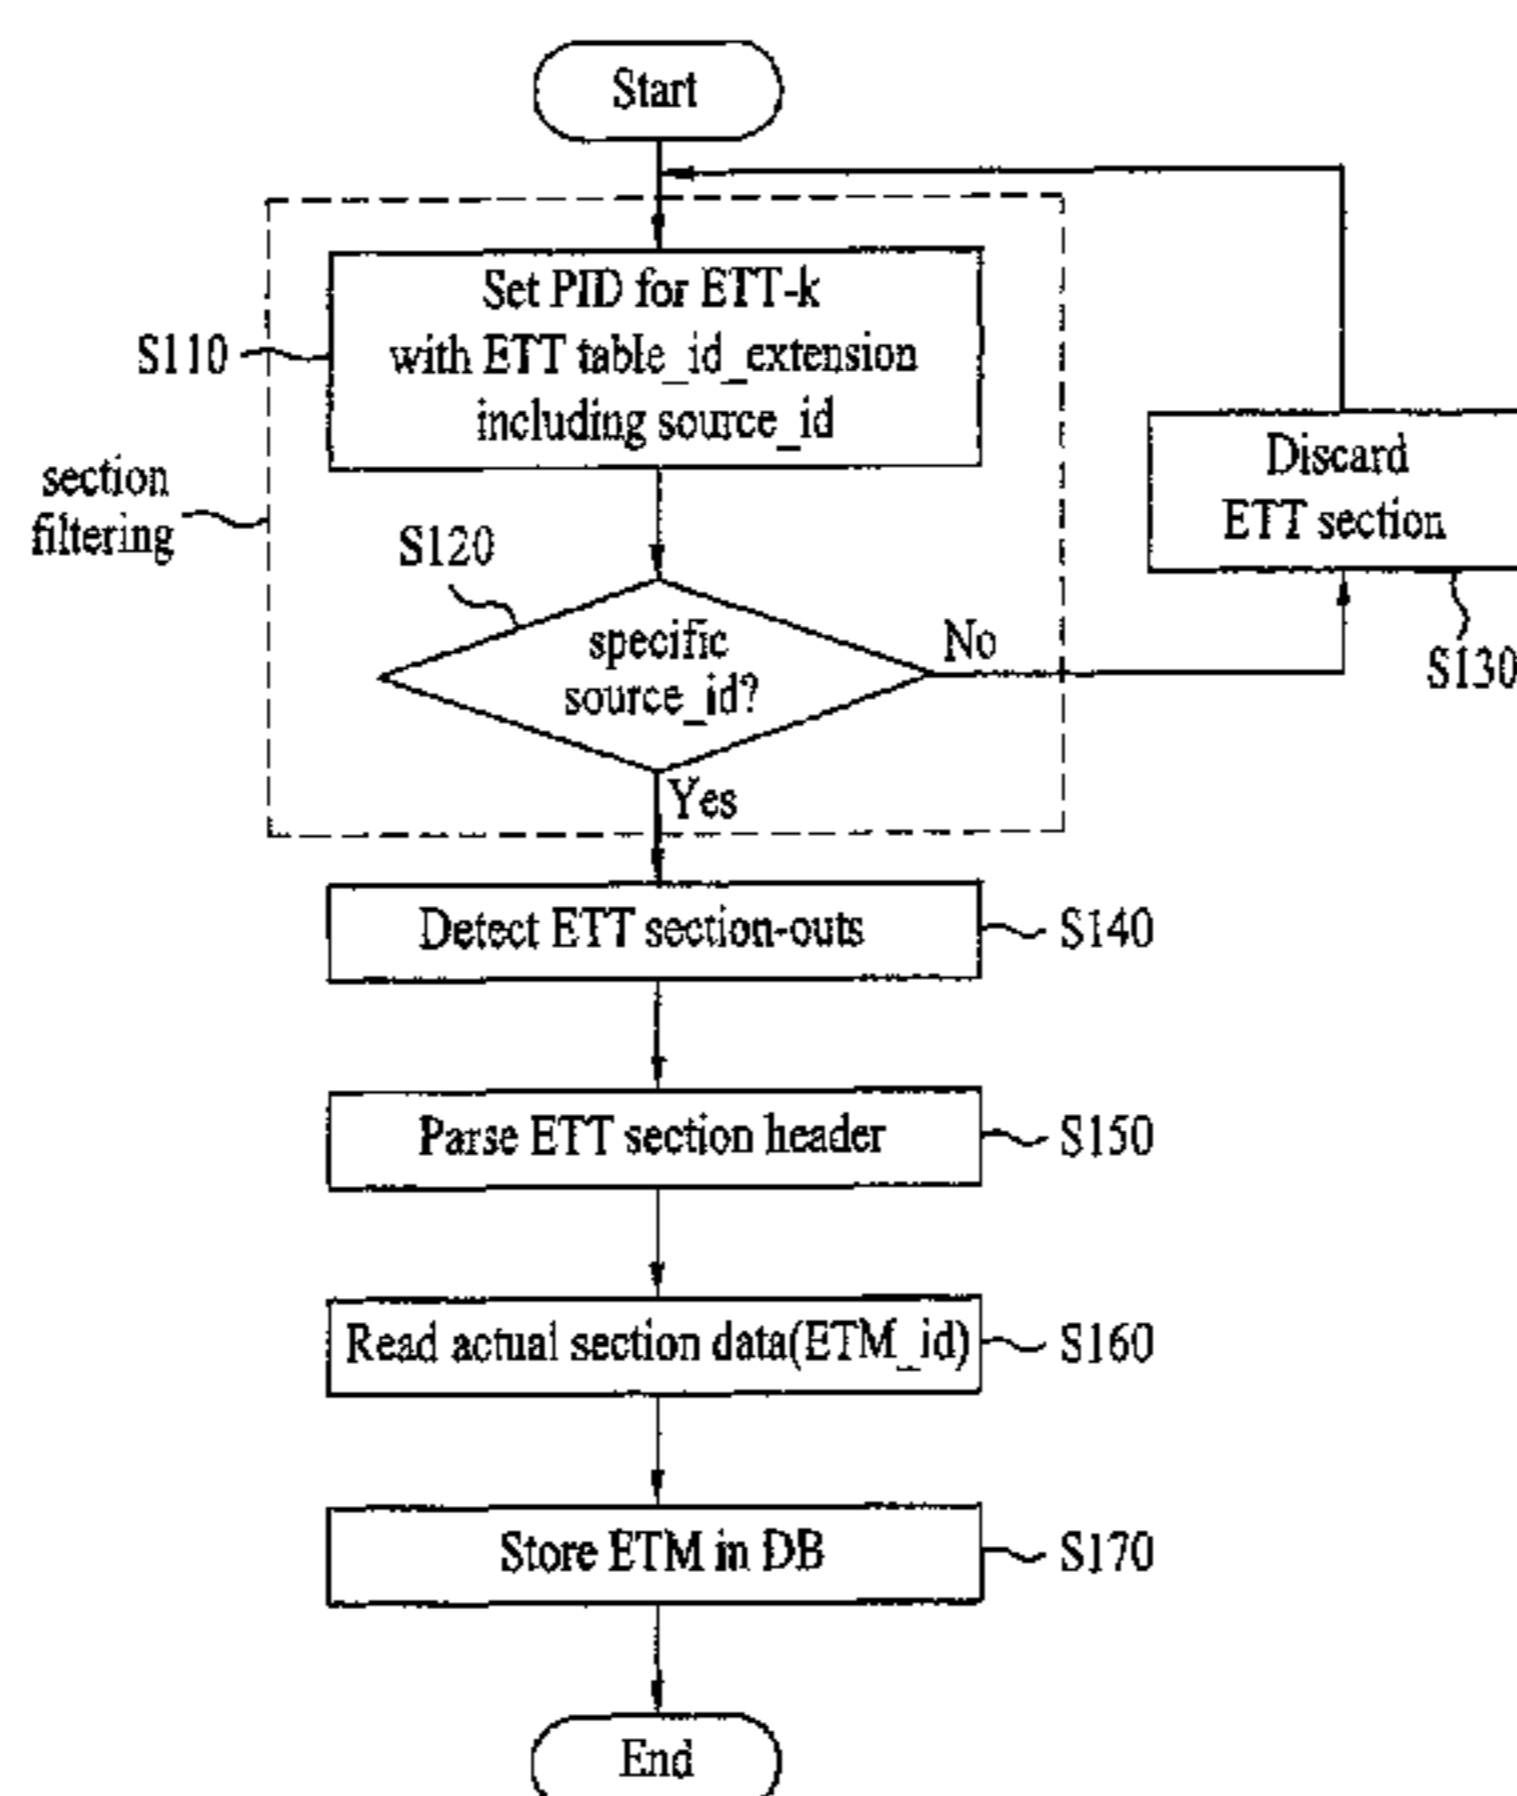 Start
Set PID for ETT-k
with ETT table_id_extension
including source_id
S110
section
filtering
Discard
ETT section
S130
S120
specific
source_id?
No
Yes
Detect ETT section-outs
S140
Parse ETT section header
S150
Read actual section data(ETM_id)
S160
Store ETM in DB
S170
End